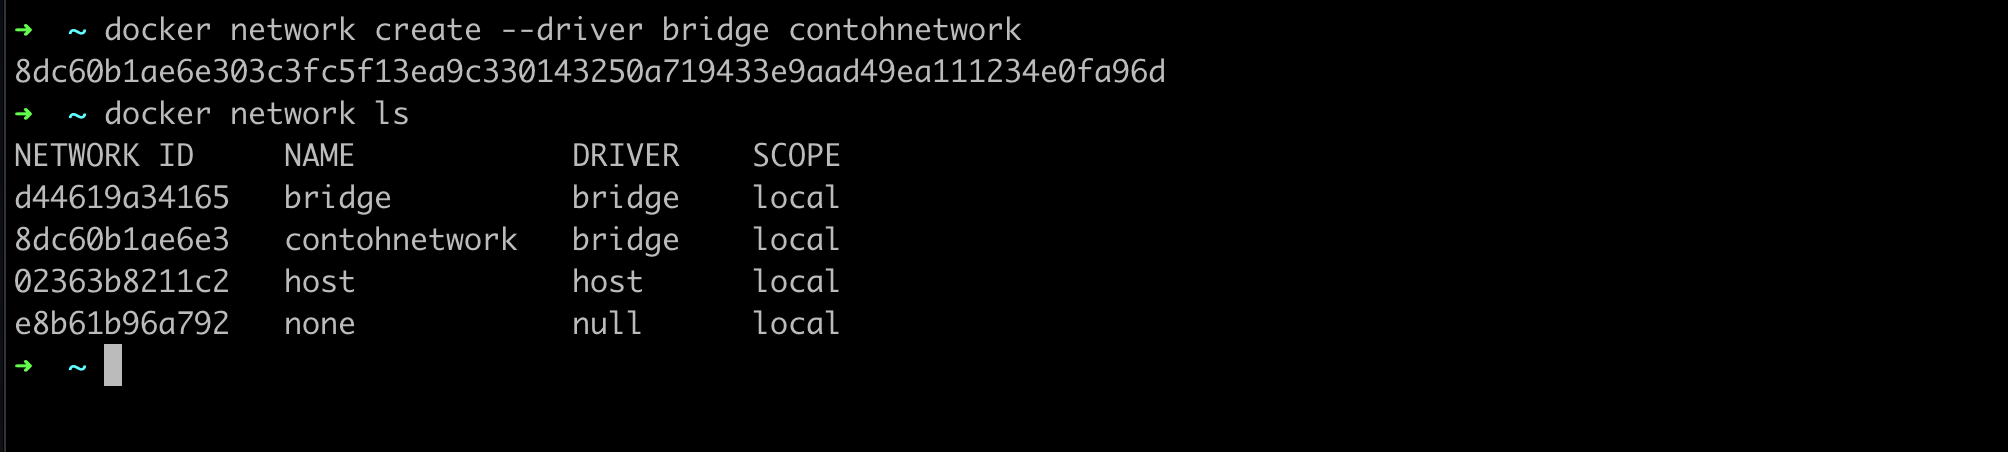 ➜  ~ docker network create --driver bridge contohnetwork
8dc60b1ae6e303c3fc5f13ea9c330143250a719433e9aad49ea111234e0fa96d
➜  ~ docker network ls
NETWORK ID     NAME            DRIVER    SCOPE
d44619a34165   bridge          bridge    local
8dc60b1ae6e3   contohnetwork   bridge    local
02363b8211c2   host            host      local
e8b61b96a792   none            null      local
➜  ~